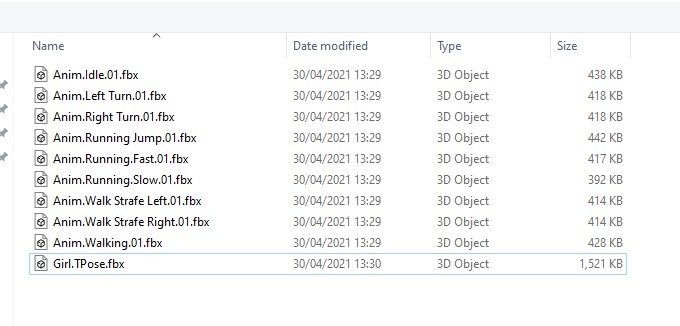 Name Date modified Type Size
Anim.Idle.01.fbx 30/04/2021 13:29 3D Object 438 KB
Anim.Left Turn.01.fbx 30/04/2021 13:29 3D Object 418 KB
Anim.Right Turn.01.fbx 30/04/2021 13:29 3D Object 418 KB
Anim.Running Jump.01.fbx 30/04/2021 13:29 3D Object 442 KB
Anim.Running.Fast.01.fbx 30/04/2021 13:29 3D Object 417 KB
Anim.Running.Slow.01.fbx 30/04/2021 13:29 3D Object 392 KB
Anim.Walk Strafe Left.01.fbx 30/04/2021 13:29 3D Object 414 KB
Anim.Walk Strafe Right.01.fbx 30/04/2021 13:29 3D Object 414 KB
Anim.Walking.01.fbx 30/04/2021 13:29 3D Object 428 KB
Girl.TPose.fbx 30/04/2021 13:30 3D Object 1,521 KB